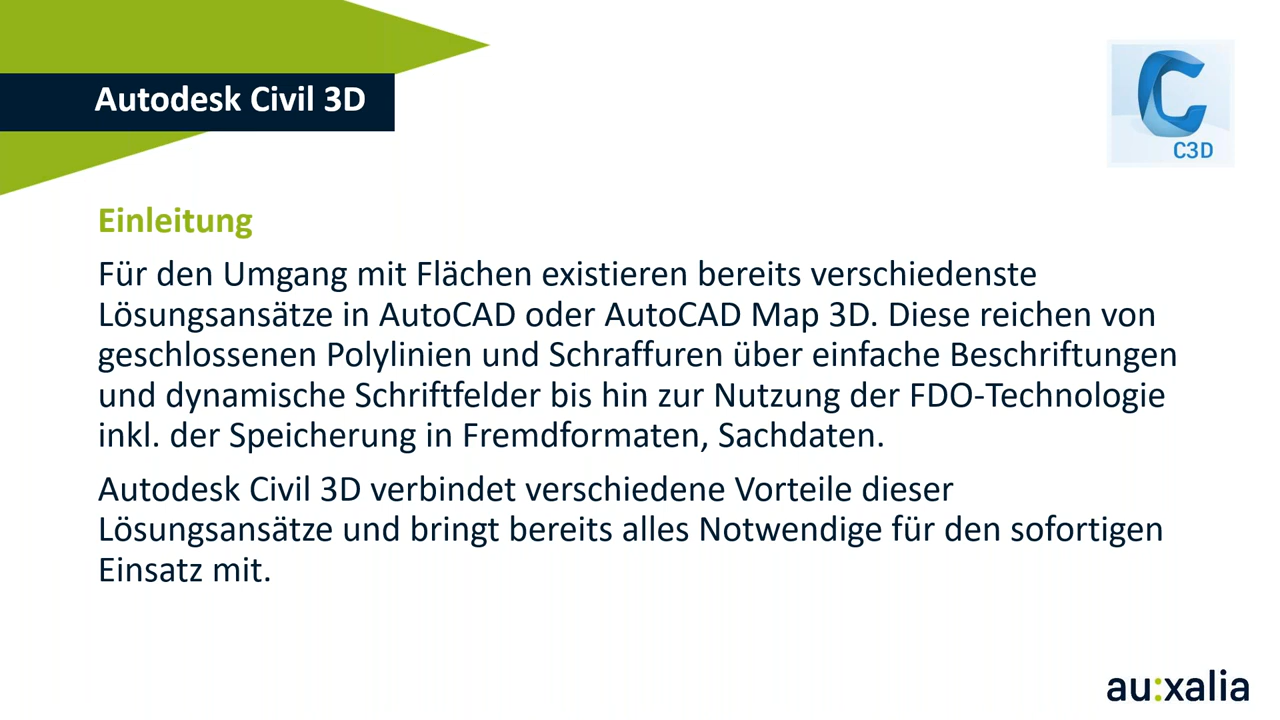 Autodesk Civil 3D
C3D
Einleitung
Für den Umgang mit Flächen existieren bereits verschiedenste
Lösungsansätze in AutoCAD oder AutoCAD Map 3D. Diese reichen von
geschlossenen Polylinien und Schraffuren über einfache Beschriftungen
und dynamische Schriftfelder bis hin zur Nutzung der FDO-Technologie
inkl. der Speicherung in Fremdformaten, Sachdaten.
Autodesk Civil 3D verbindet verschiedene Vorteile dieser
Lösungsansätze und bringt bereits alles Notwendige für den sofortigen
Einsatz mit.
au:xalia